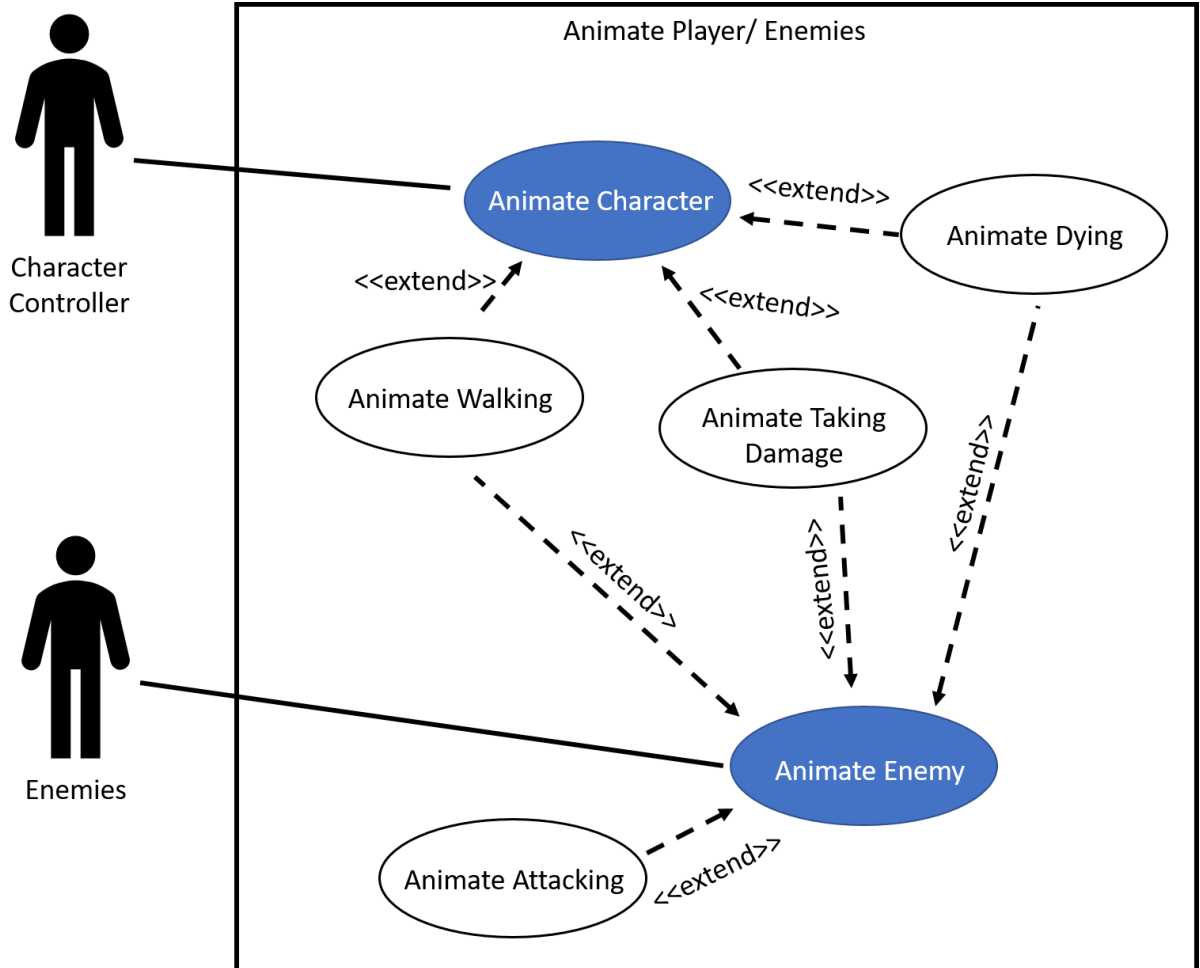 Animate Player/ Enemies
Character
Controller
Animate Character
<<extend>>
Animate Dying
<<extend>>
<<extend>>
Animate Walking
Animate Taking
Damage
<<extend>>
<<extend>>
<<extend>>
Enemies
Animate Enemy
Animate Attacking
<<extend>>